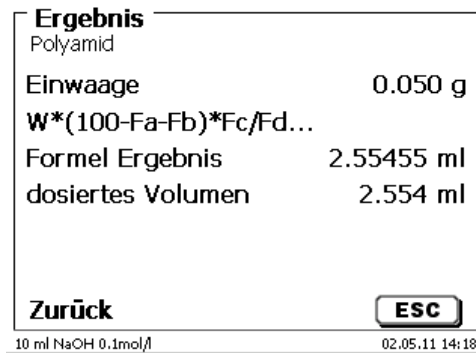 Ergebnis
Polyamid
Einwaage 0.050 g
W*(100-Fa-Fb)*Fc/Fd...
Formel Ergebnis 2.55455 ml
dosiertes Volumen 2.554 ml
Zurūck ESC
10 ml NaOH 0.1mol/l 02.05.11 14:18